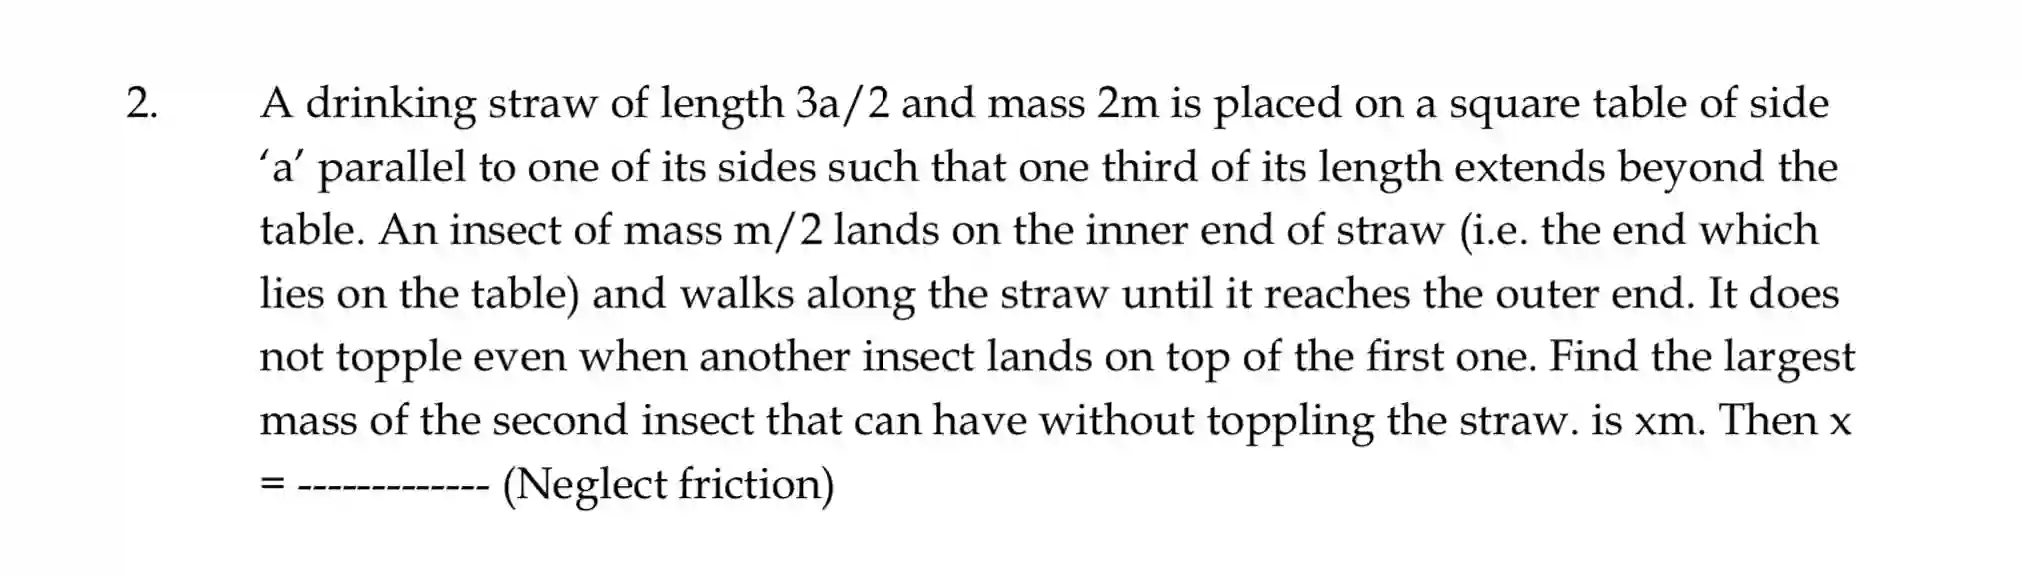 2. A drinking straw of length 3a/2 and mass 2m is placed on a square table of side
‘a’ parallel to one of its sides such that one third of its length extends beyond the
table. An insect of mass m/2 lands on the inner end of straw (i.e. the end which
lies on the table) and walks along the straw until it reaches the outer end. It does
not topple even when another insect lands on top of the first one. Find the largest
mass of the second insect that can have without toppling the straw. is xm. Then x
= ------------- (Neglect friction)